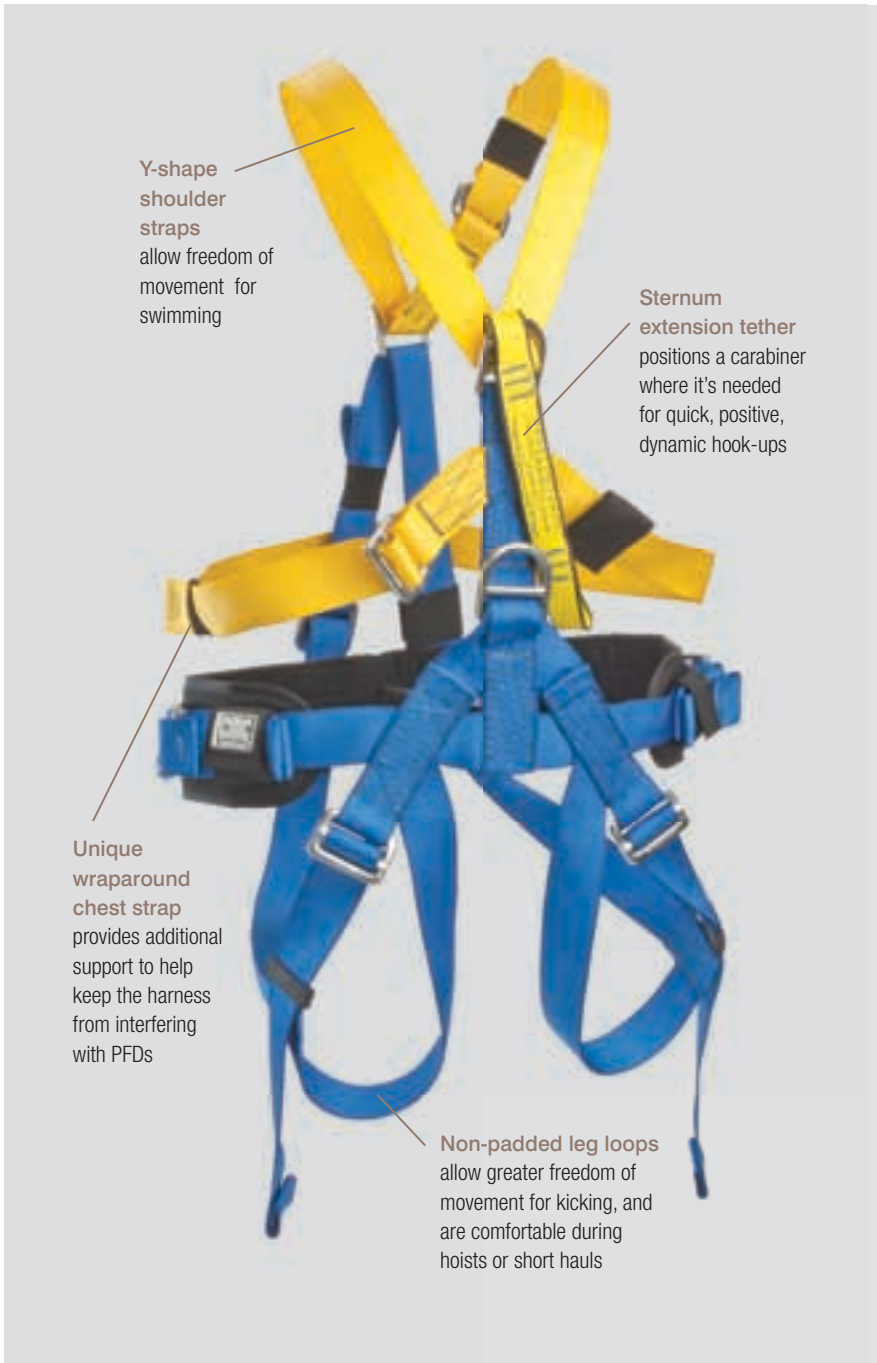 Y-shape
shoulder
straps
allow freedom of
movement for
swimming
Sternum
extension tether
positions a carabiner
where it's needed
for quick, positive,
dynamic hook-ups
Unique
wraparound
chest strap
provides additional
support to help
keep the harness
from interfering
with PFDs
Non-padded leg loops
allow greater freedom of
movement for kicking, and
are comfortable during
hoists or short hauls